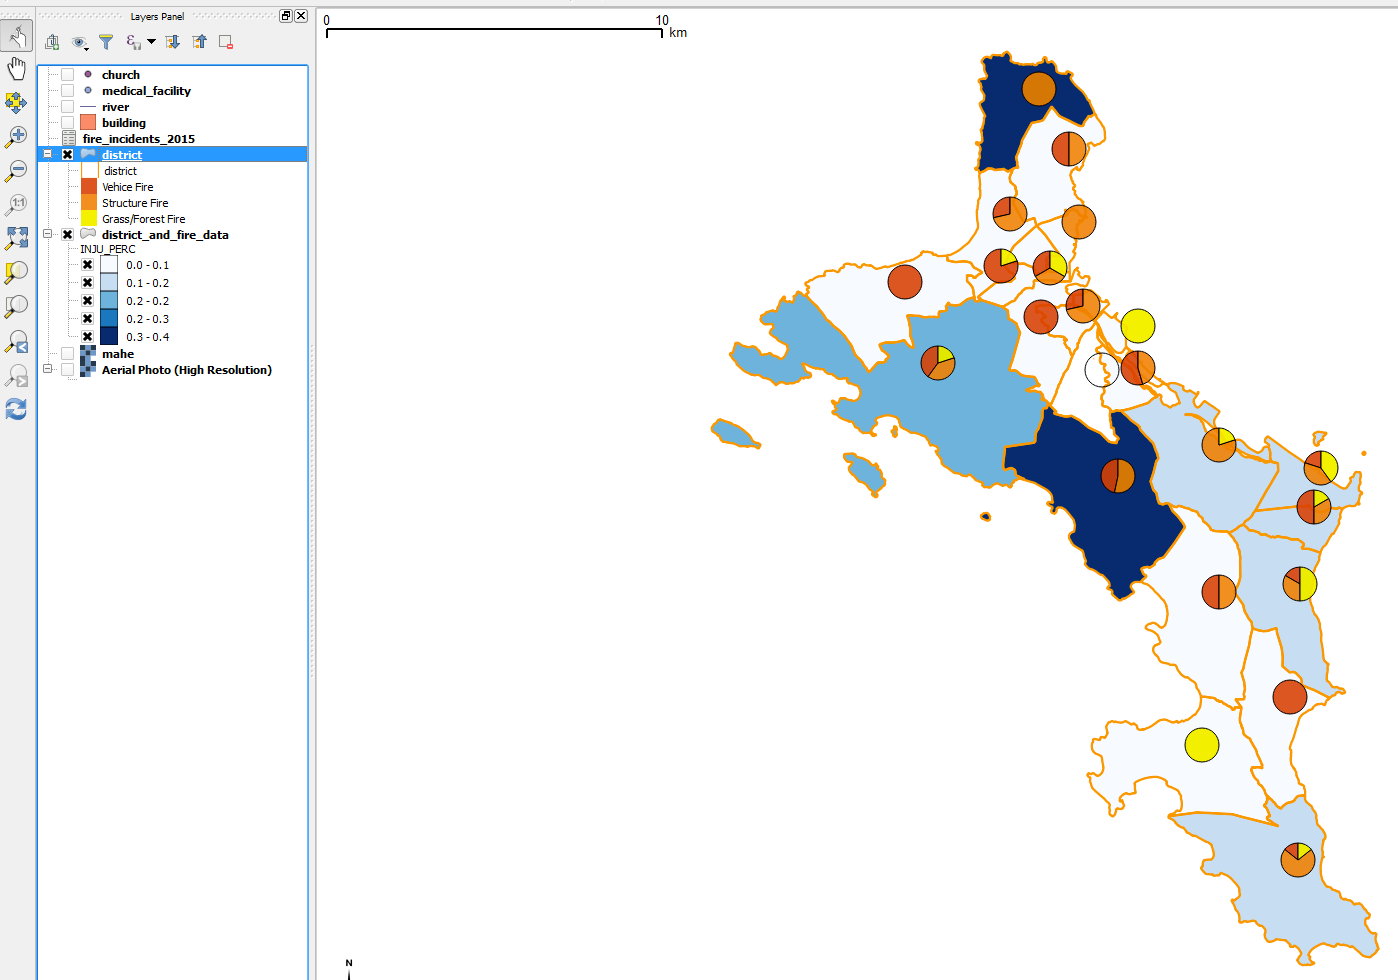 Layers Panel
0 10
km
ε
church
medical_facility
river
building
fire_incidents_2015
district
district
Vehice Fire
Structure Fire
Grass/Forest Fire
district_and_fire_data
INJU_PERC
0.0 - 0.1
0.1 - 0.2
0.2 - 0.2
0.2 - 0.3
0.3 - 0.4
mahe
Aerial Photo (High Resolution)
1:1
N